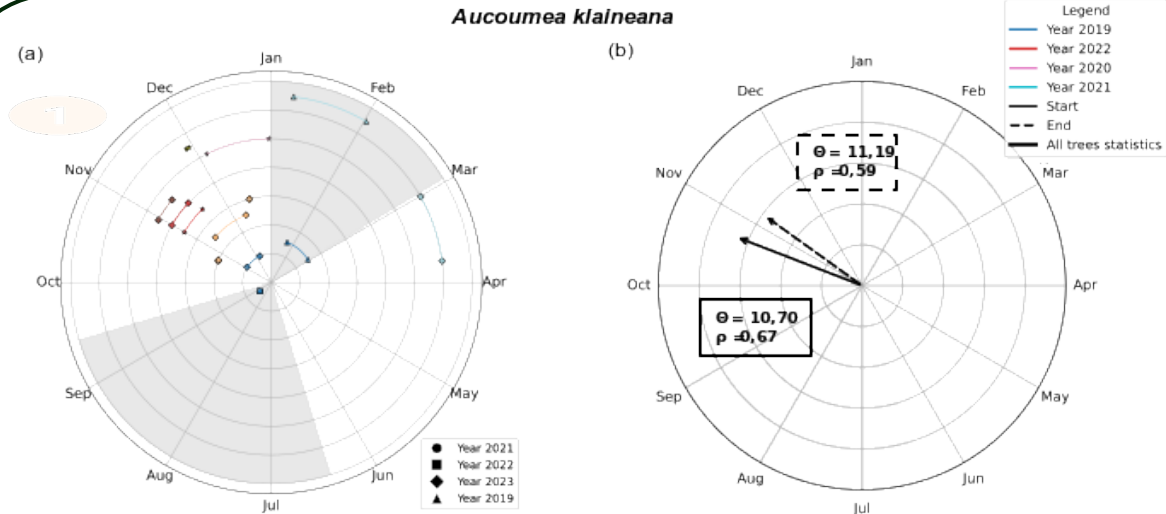 Aucoumea klaineana
(a)
Jan
Feb
Mar
Apr
May
Jun
Jul
Aug
Sep
Oct
Nov
Dec
1
Year 2021
Year 2022
Year 2023
Year 2019
(b)
Jan
Feb
Mar
Apr
May
Jun
Jul
Aug
Sep
Oct
Nov
Dec
Θ = 11,19
ρ =0,59
Θ = 10,70
ρ =0,67
Legend
Year 2019
Year 2022
Year 2020
Year 2021
Start
End
All trees statistics